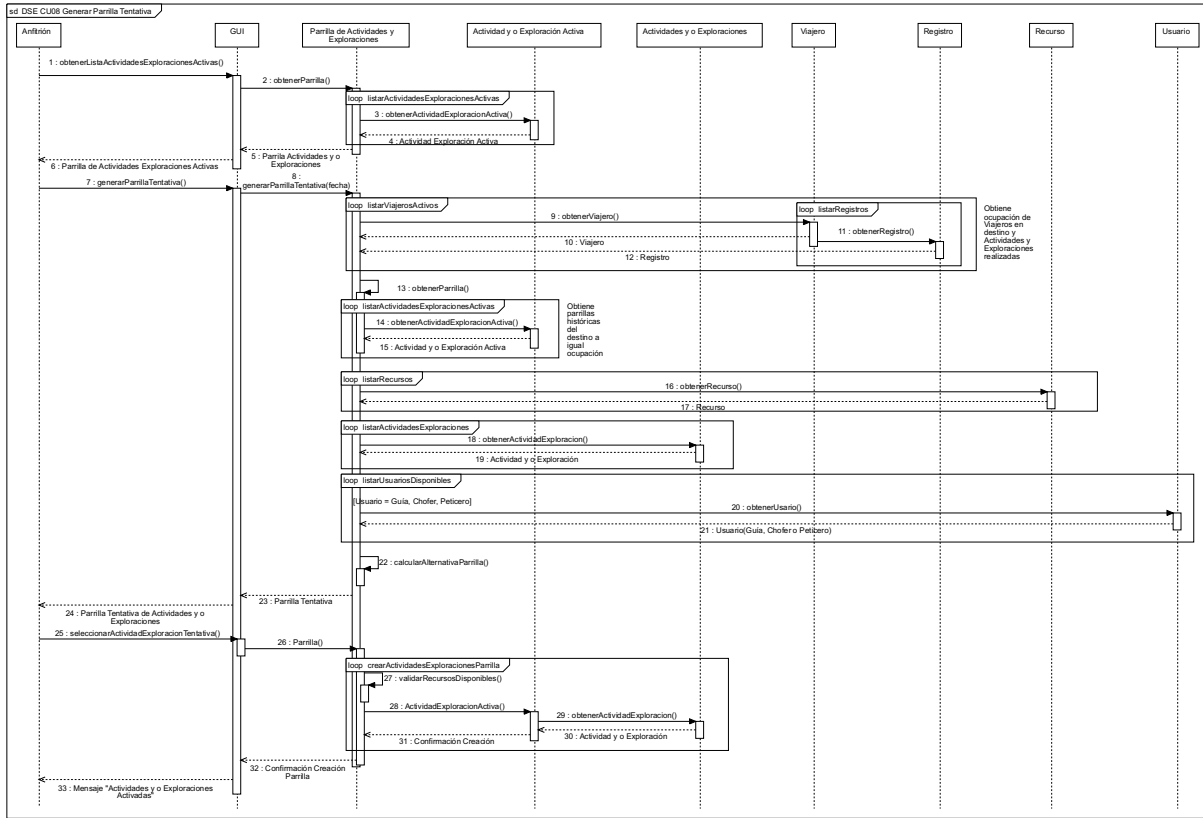 sd DSE CU08 Generar Parrilla Tentativa
Anfitrión
GUI
Parrilla de Actividades y
Exploraciones
Actividad y o Exploración Activa
Actividades y o Exploraciones
Viajero
Registro
Recurso
Usuario
1 : obtenerListaActividadesExploracionesActivas()
2 : obtenerParrilla()
loop listarActividadesExploracionesActivas
3 : obtenerActividadExploracionActiva()
4 : Actividad Exploración Activa
5 : Parrila Actividades y o
Exploraciones
6 : Parrilla de Actividades Exploraciones Activas
7 : generarParrillaTentativa()
8 :
generarParrillaTentativa(fecha)
loop listarViajerosActivos
loop listarRegistros
9 : obtenerViajero()
10 : Viajero
11 : obtenerRegistro()
12 : Registro
Obtiene
ocupación de
Viajeros en
destino y
Actividades y
Exploraciones
realizadas
13 : obtenerParrilla()
loop listarActividadesExploracionesActivas
14 : obtenerActividadExploracionActiva()
15 : Actividad y o Exploración Activa
Obtiene
parrillas
históricas
del
destino a
igual
ocupación
loop listarRecursos
16 : obtenerRecurso()
17 : Recurso
loop listarActividadesExploraciones
18 : obtenerActividadExploracion()
19 : Actividad y o Exploración
loop listarUsuariosDisponibles
[Usuario = Guía, Chofer, Peticero]
20 : obtenerUsario()
21 : Usuario(Guía, Chofer o Peticero)
22 : calcularAlternativaParrilla()
23 : Parrilla Tentativa
24 : Parrilla Tentativa de Actividades y o
Exploraciones
25 : seleccionarActividadExploracionTentativa()
26 : Parrilla()
loop crearActividadesExploracionesParrilla
27 : validarRecursosDisponibles()
28 : ActividadExploracionActiva()
29 : obtenerActividadExploracion()
30 : Actividad y o Exploración
31 : Confirmación Creación
32 : Confirmación Creación
Parrilla
33 : Mensaje "Actividades y o Exploraciones
Activadas"